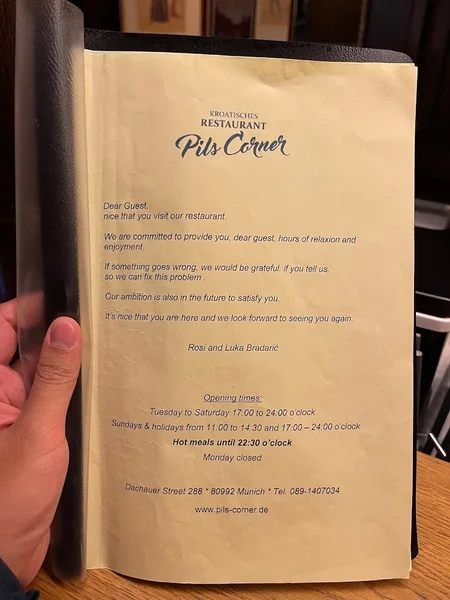 KROATISCHES
RESTAURANT
Pils Corner
Dear Guest,
nice that you visit our restaurant.
We are committed to provide you, dear guest, hours of relaxion and
enjoyment.
If something goes wrong, we would be grateful, if you tell us.
so we can fix this problem .
Our ambition is also in the future to satisfy you.
It's nice that you are here and we look forward to seeing you again.
Rosi and Luka Bradarić
Opening times:
Tuesday to Saturday 17:00 to 24:00 o'clock
Sundays & holidays from 11:00 to 14:30 and 17:00 – 24:00 o'clock
Hot meals until 22:30 o'clock
Monday closed
Dachauer Street 288 * 80992 Munich * Tel. 089-1407034
www.pils-corner.de